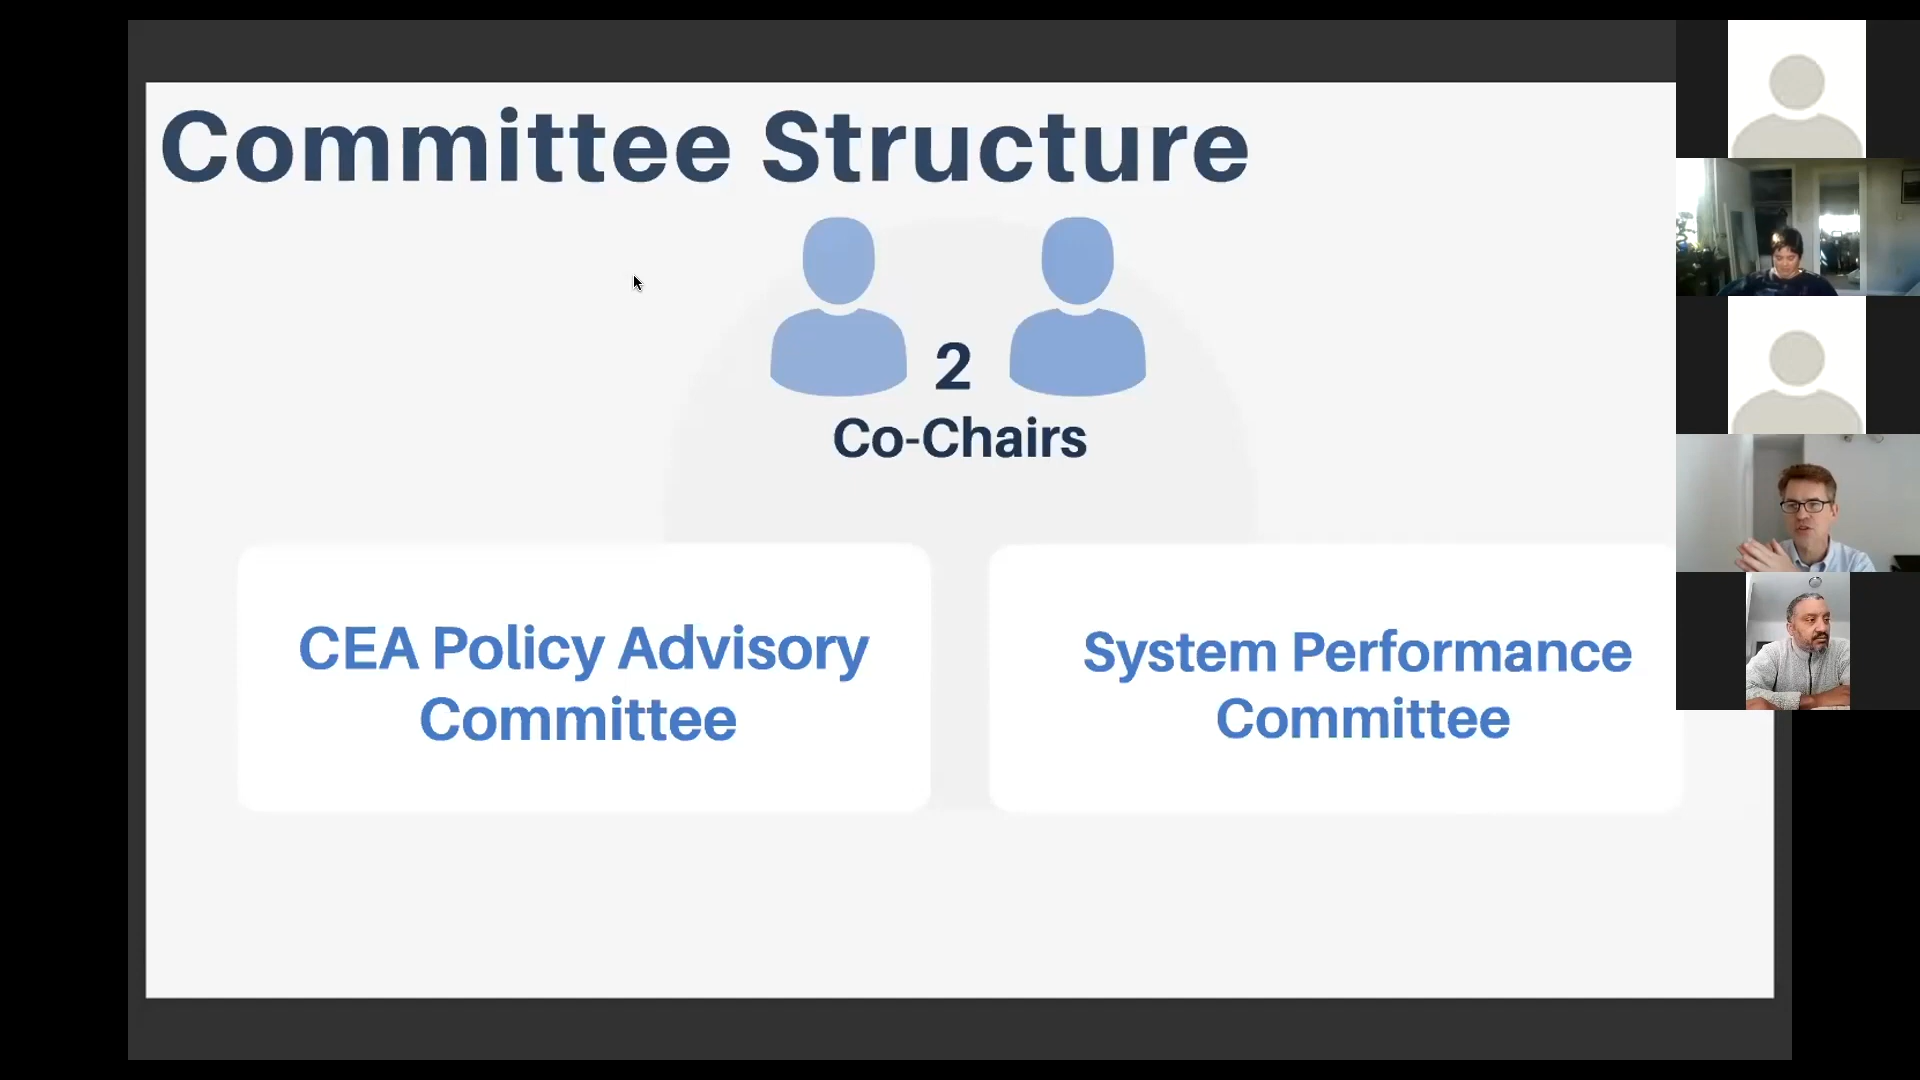 Committee Structure
2
Co-Chairs
CEA Policy Advisory
Committee
System Performance
Committee